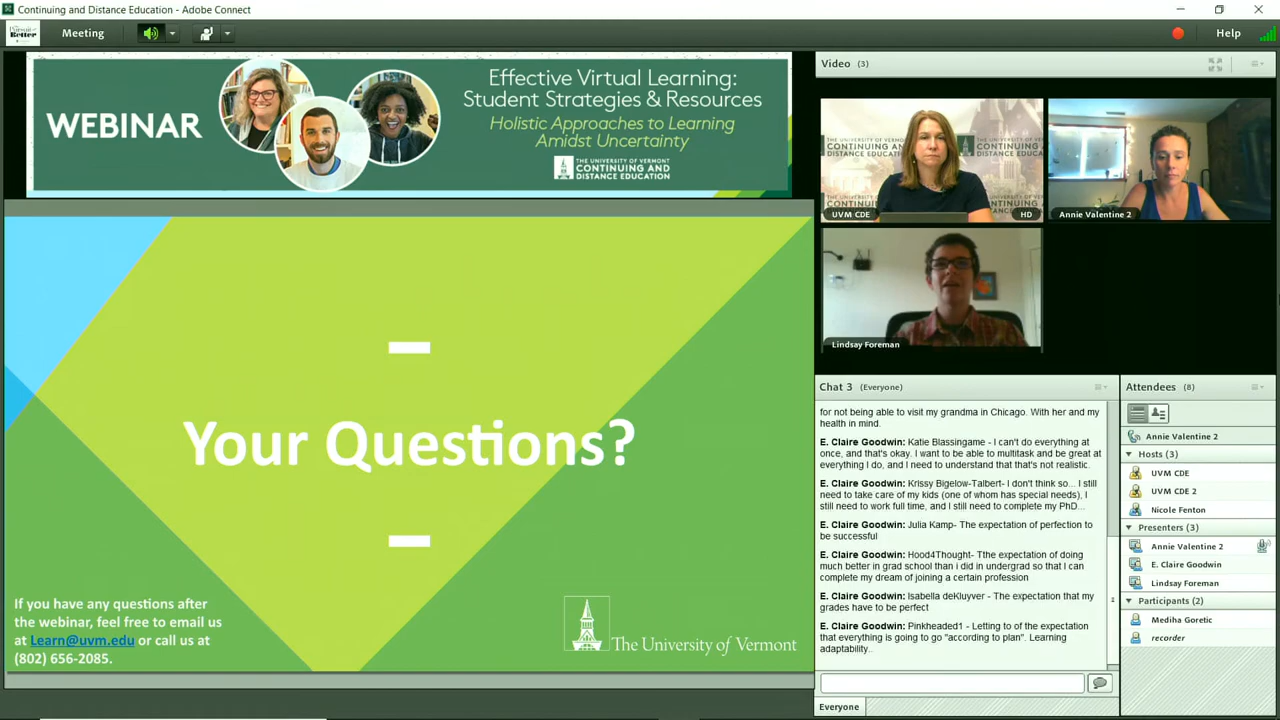 Continuing and Distance Education - Adobe Connect
Meeting
Help
WEBINAR
Effective Virtual Learning:
Student Strategies & Resources
Holistic Approaches to Learning
Amidst Uncertainty
THE UNIVERSITY OF VERMONT
CONTINUING AND
DISTANCE EDUCATION
Your Questions?
If you have any questions after
the webinar, feel free to email us
at Learn@uvm.edu or call us at
(802) 656-2085.
The University of Vermont
Video (3)
THE UNIVERSITY OF VERMONT
CONTINUING AND
DISTANCE EDUCATION
UVM CDE
HD
Annie Valentine 2
Lindsay Foreman
Chat 3 (Everyone)
for not being able to visit my grandma in Chicago. With her and my
health in mind.
E. Claire Goodwin: Katie Blassingame - I can't do everything at
once, and that's okay. I want to be able to multitask and be great at
everything I do, and I need to understand that that's not realistic.
E. Claire Goodwin: Krissy Bigelow-Talbert- I don't think so... I still
need to take care of my kids (one of whom has special needs), I
still need to work full time, and I still need to complete my PhD...
E. Claire Goodwin: Julia Kamp- The expectation of perfection to
be successful
E. Claire Goodwin: Hood4Thought- Tthe expectation of doing
much better in grad school than i did in undergrad so that I can
complete my dream of joining a certain profession
E. Claire Goodwin: Isabella deKluyver - The expectation that my
grades have to be perfect
E. Claire Goodwin: Pinkheaded1 - Letting to of the expectation
that everything is going to go "according to plan". Learning
adaptability..
Everyone
Attendees (8)
Annie Valentine 2
Hosts (3)
UVM CDE
UVM CDE 2
Nicole Fenton
Presenters (3)
Annie Valentine 2
E. Claire Goodwin
Lindsay Foreman
Participants (2)
Mediha Goretic
recorder